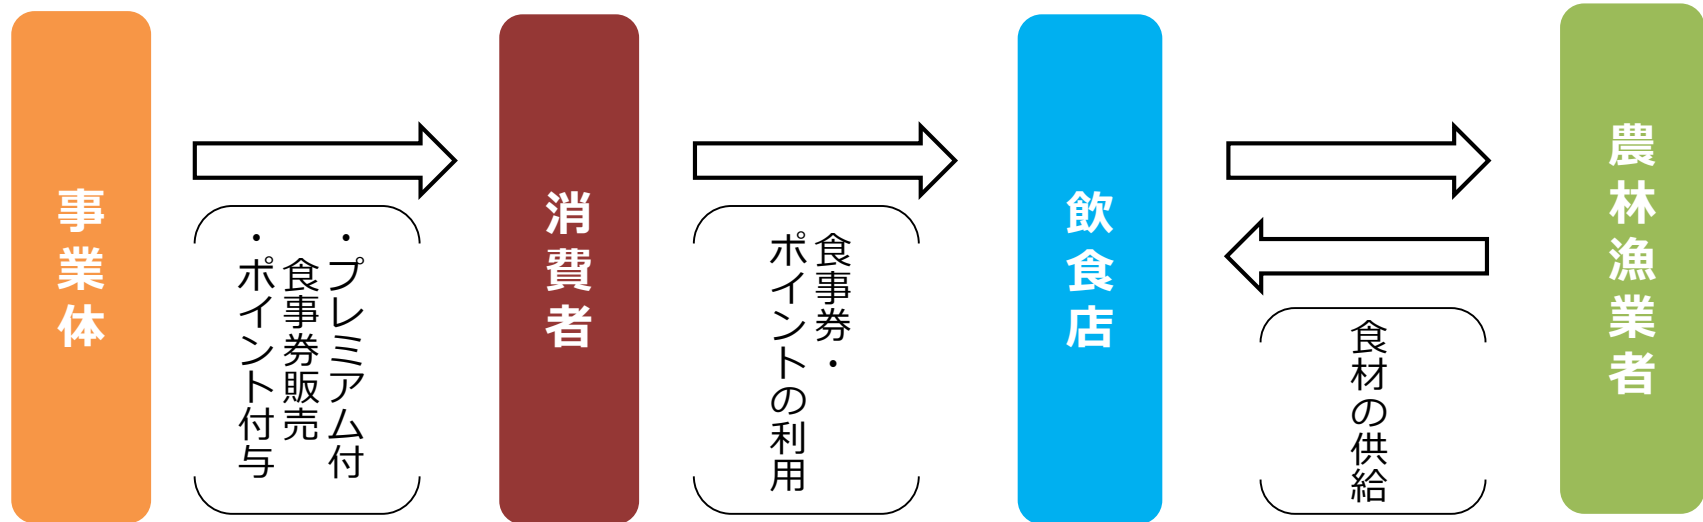 事業体
・プレミアム付
食事券販売
・ポイント付与
消費者
食事券・
ポイントの利用
飲食店
食材の供給
農林漁業者